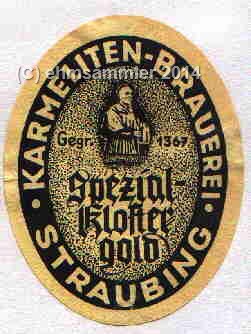 (c) ehmsammler 2014
KARMELITEN-BRAUEREI
Gegr. 1367
Spezial-
Kloster
gold
· STRAUBING ·